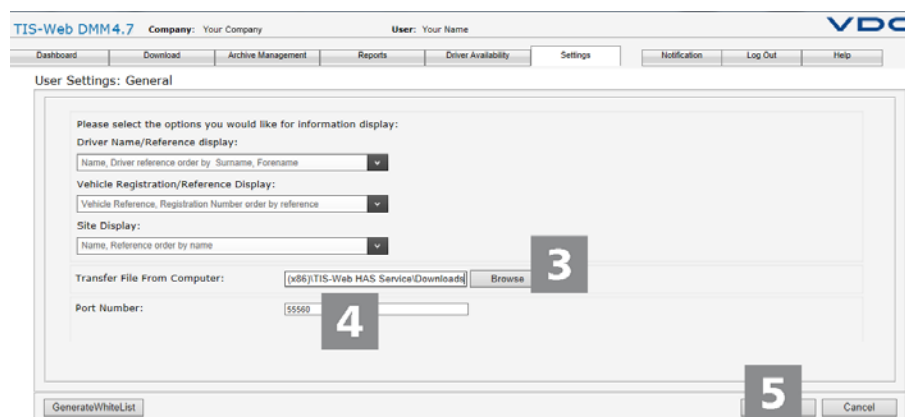 TIS-Web DMM4.7 Company: Your Company User: Your Name VDO
Dashboard Download Archive Management Reports Driver Availability Settings Notification Log Out Help
User Settings: General
Please select the options you would like for information display:
Driver Name/Reference display:
Name, Driver reference order by Surname, Forename
Vehicle Registration/Reference Display:
Vehicle Reference, Registration Number order by reference
Site Display:
Name, Reference order by name
Transfer File From Computer: (x86)\TIS-Web HAS Service\Downloads Browse 3
Port Number: 55560 4
GenerateWhiteList 5 Cancel